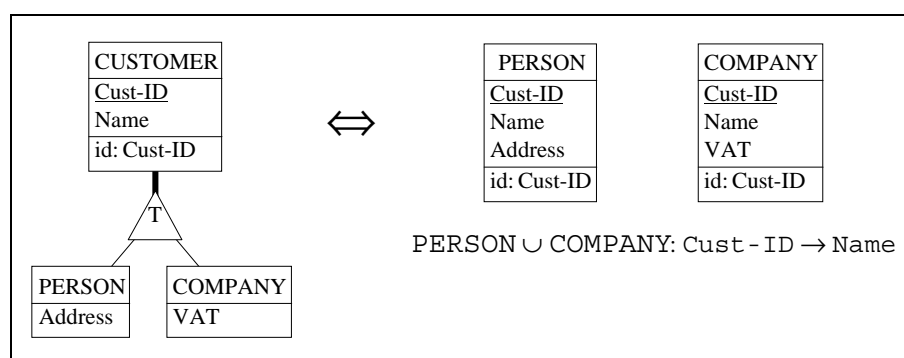 CUSTOMER
Cust-ID
Name
id: Cust-ID
T
PERSON
Address
COMPANY
VAT
⇔
PERSON
Cust-ID
Name
Address
id: Cust-ID
COMPANY
Cust-ID
Name
VAT
id: Cust-ID
PERSON ∪ COMPANY: Cust-ID → Name